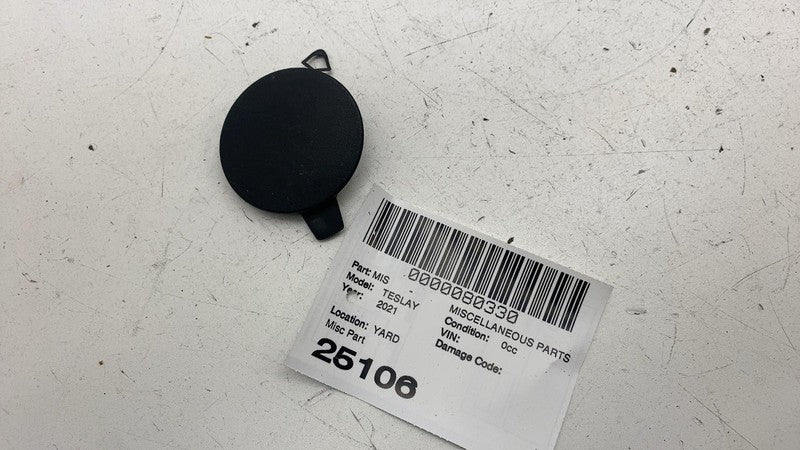 0000080330
Part: MIS MISCELLANEOUS PARTS
Model: TESLAY Condition: 0cc
Year: 2021 VIN:
Damage Code:
Location: YARD
Misc Part
25106